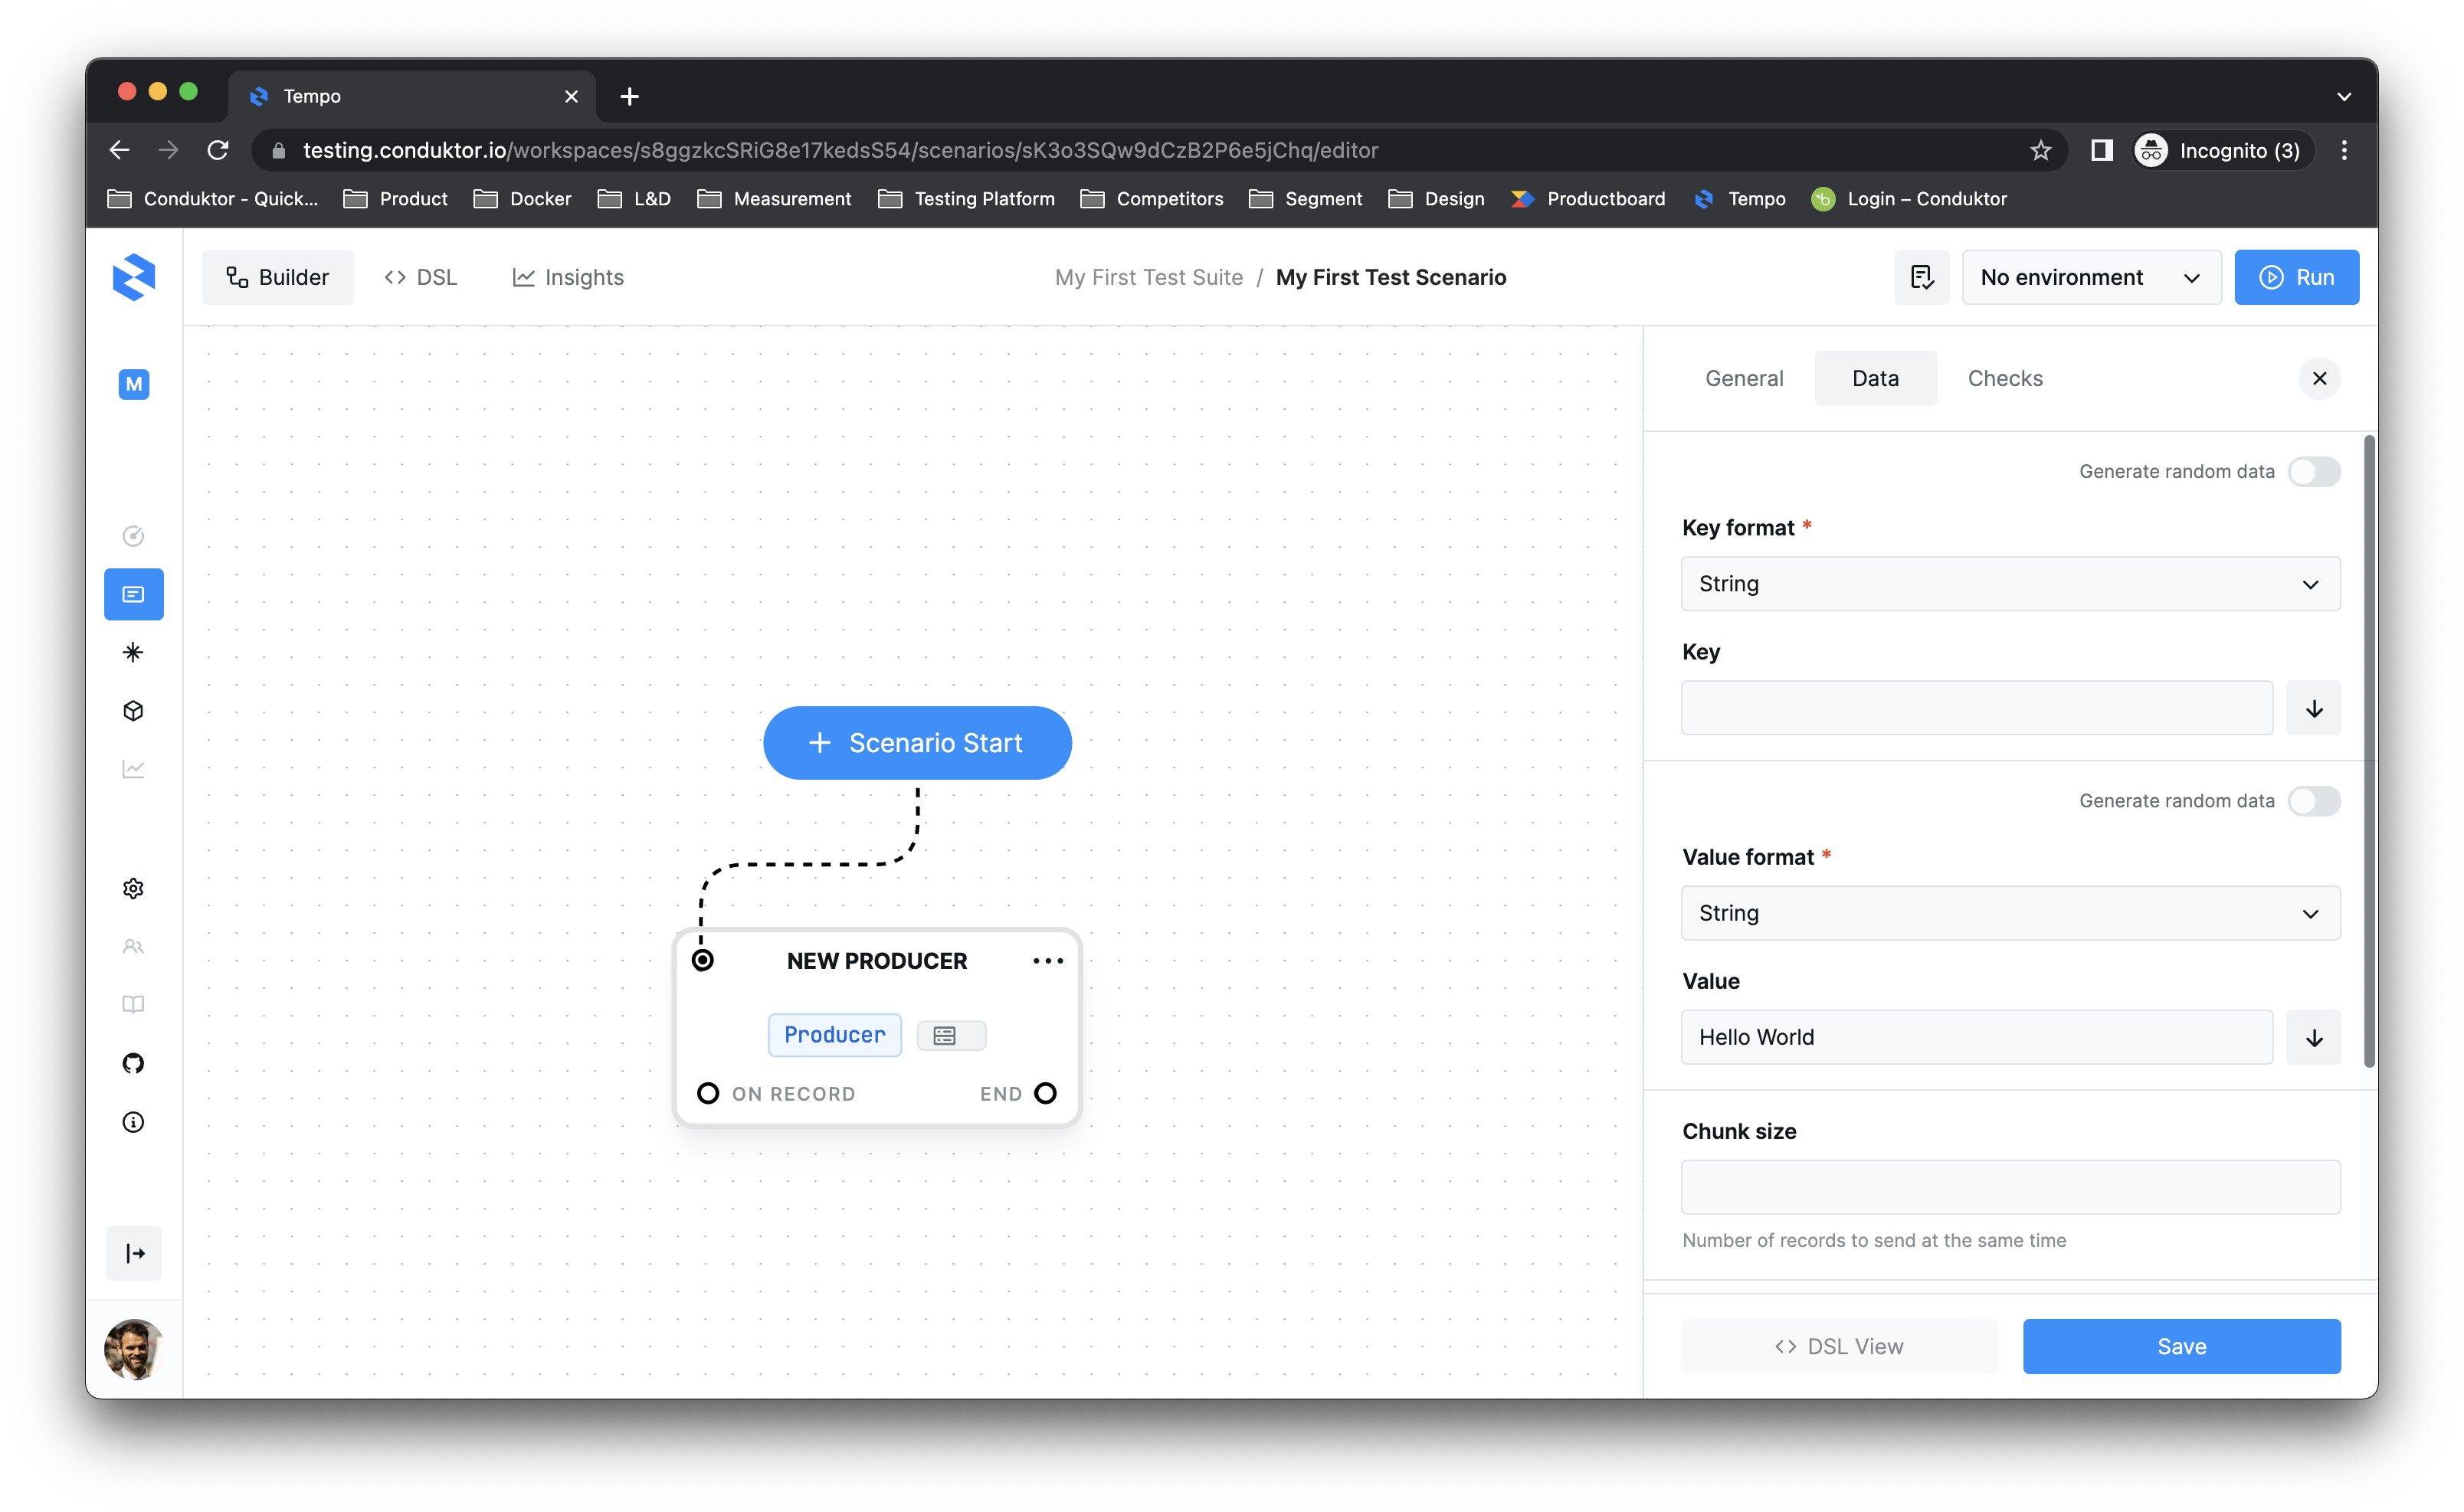 Tempo
testing.conduktor.io/workspaces/s8ggzkcSRiG8e17kedsS54/scenarios/sK3o3SQw9dCzB2P6e5jChq/editor
Incognito (3)
Conduktor - Quick... Product Docker L&D Measurement Testing Platform Competitors Segment Design Productboard Tempo Login – Conduktor
Builder DSL Insights
My First Test Suite / My First Test Scenario
No environment
Run
M
General Data Checks
Generate random data
Key format *
String
Key
Generate random data
Value format *
String
Value
Hello World
Chunk size
Number of records to send at the same time
DSL View
Save
Scenario Start
NEW PRODUCER
Producer
ON RECORD END